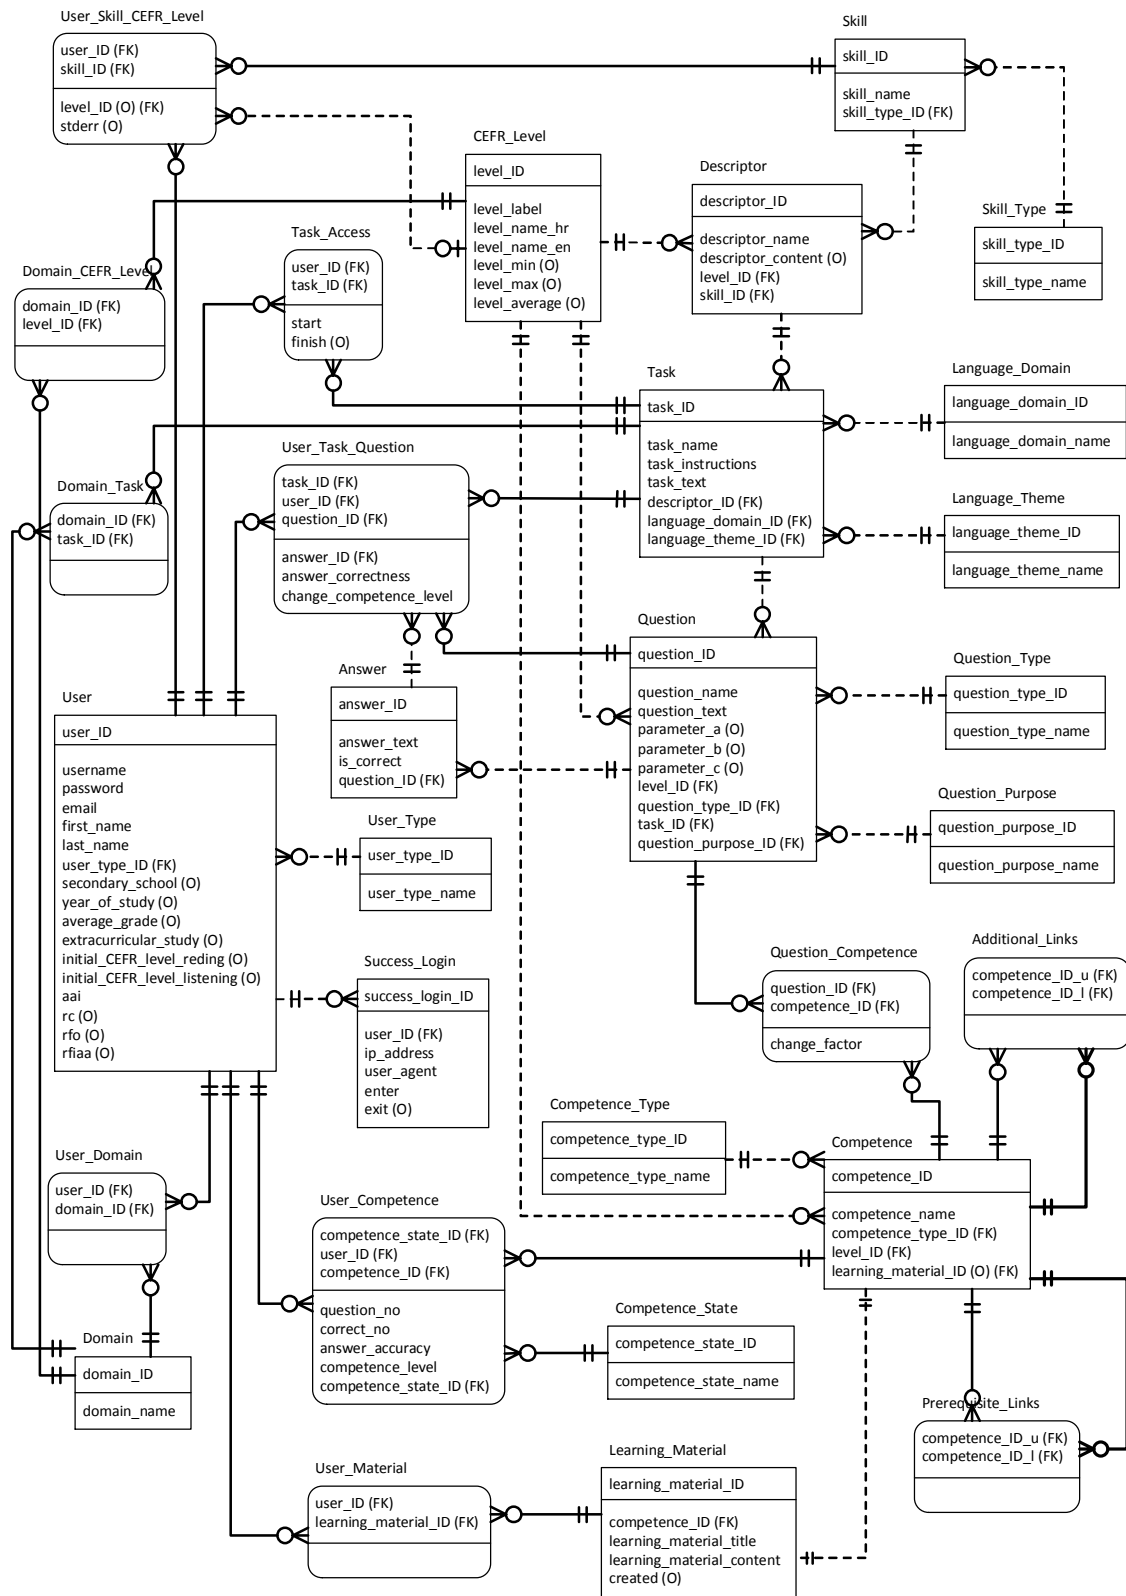 User_Skill_CEFR_Level
user_ID (FK)
skill_ID (FK)
level_ID (O) (FK)
stderr (O)
Skill
skill_ID
skill_name
skill_type_ID (FK)
CEFR_Level
level_ID
level_label
level_name_hr
level_name_en
level_min (O)
level_max (O)
level_average (O)
Descriptor
descriptor_ID
descriptor_name
descriptor_content (O)
level_ID (FK)
skill_ID (FK)
Skill_Type
skill_type_ID
skill_type_name
Task_Access
user_ID (FK)
task_ID (FK)
start
finish (O)
Domain_CEFR_Level
domain_ID (FK)
level_ID (FK)
Task
task_ID
task_name
task_instructions
task_text
descriptor_ID (FK)
language_domain_ID (FK)
language_theme_ID (FK)
Language_Domain
language_domain_ID
language_domain_name
User_Task_Question
task_ID (FK)
user_ID (FK)
question_ID (FK)
answer_ID (FK)
answer_correctness
change_competence_level
Domain_Task
domain_ID (FK)
task_ID (FK)
Language_Theme
language_theme_ID
language_theme_name
Question
question_ID
question_name
question_text
parameter_a (O)
parameter_b (O)
parameter_c (O)
level_ID (FK)
question_type_ID (FK)
task_ID (FK)
question_purpose_ID (FK)
Question_Type
question_type_ID
question_type_name
Answer
answer_ID
answer_text
is_correct
question_ID (FK)
User
user_ID
username
password
email
first_name
last_name
user_type_ID (FK)
secondary_school (O)
year_of_study (O)
average_grade (O)
extracurricular_study (O)
initial_CEFR_level_reding (O)
initial_CEFR_level_listening (O)
aai
rc (O)
rfo (O)
rfiaa (O)
Question_Purpose
question_purpose_ID
question_purpose_name
User_Type
user_type_ID
user_type_name
Success_Login
success_login_ID
user_ID (FK)
ip_address
user_agent
enter
exit (O)
Question_Competence
question_ID (FK)
competence_ID (FK)
change_factor
Additional_Links
competence_ID_u (FK)
competence_ID_l (FK)
Competence_Type
competence_type_ID
competence_type_name
Competence
competence_ID
competence_name
competence_type_ID (FK)
level_ID (FK)
learning_material_ID (O) (FK)
User_Domain
user_ID (FK)
domain_ID (FK)
User_Competence
competence_state_ID (FK)
user_ID (FK)
competence_ID (FK)
question_no
correct_no
answer_accuracy
competence_level
competence_state_ID (FK)
Competence_State
competence_state_ID
competence_state_name
Domain
domain_ID
domain_name
Prerequisite_Links
competence_ID_u (FK)
competence_ID_l (FK)
User_Material
user_ID (FK)
learning_material_ID (FK)
Learning_Material
learning_material_ID
competence_ID (FK)
learning_material_title
learning_material_content
created (O)